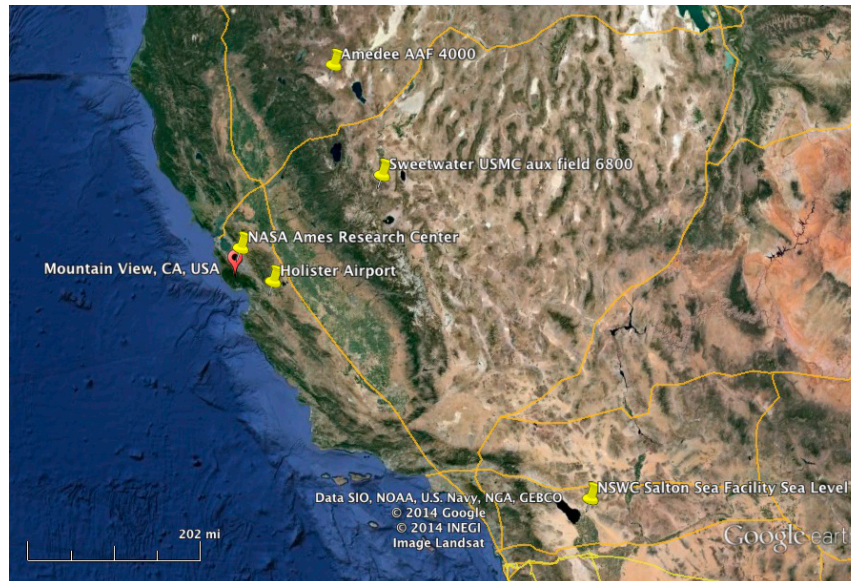 Amedee AAF 4000
Sweetwater USMC aux field 6800
NASA Ames Research Center
Mountain View, CA, USA
Holister Airport
NSWC Salton Sea Facility Sea Level
Data SIO, NOAA, U.S. Navy, NGA, GEBCO
© 2014 Google
© 2014 INEGI
Image Landsat
202 mi
Google earth